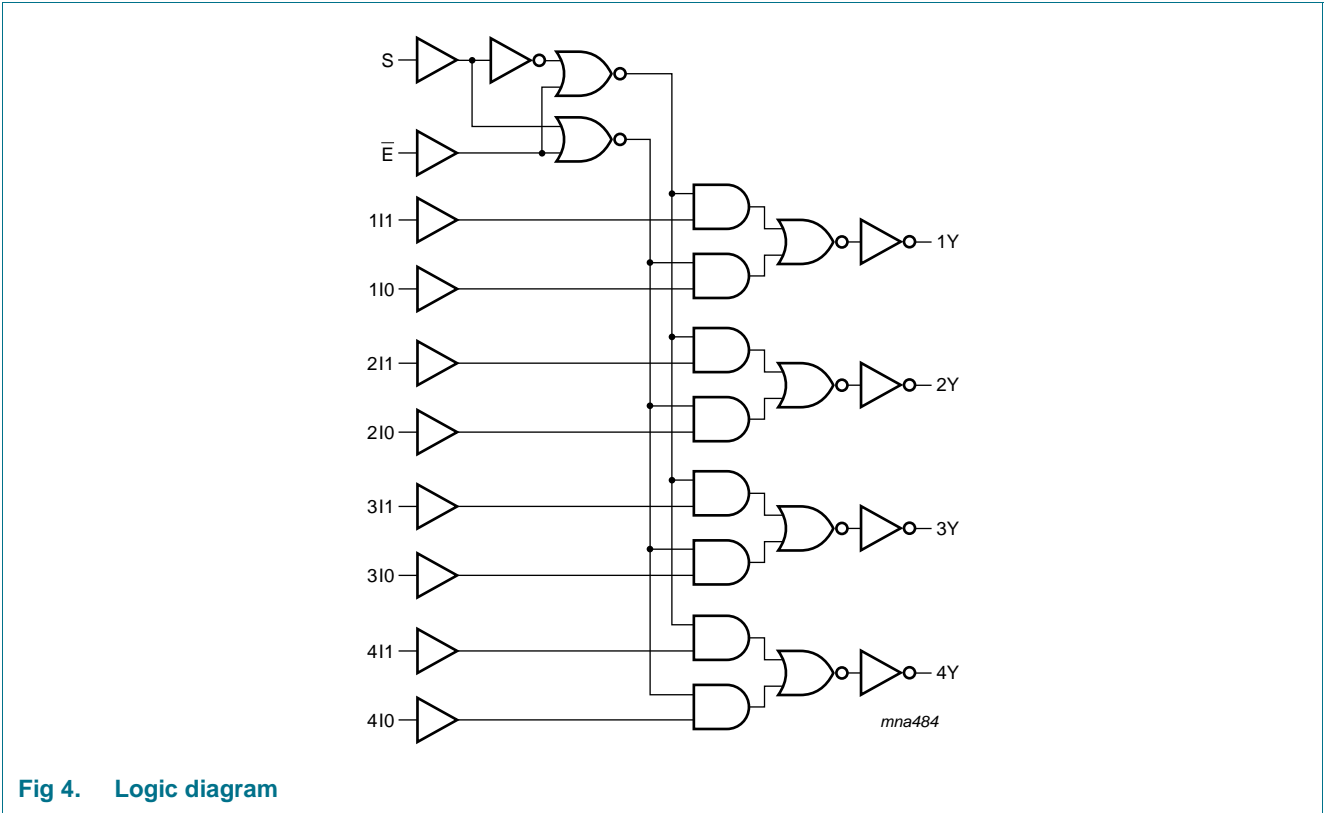 S
E̅
1I1
1I0
1Y
2I1
2I0
2Y
3I1
3I0
3Y
4I1
4I0
4Y
mna484
Fig 4. Logic diagram